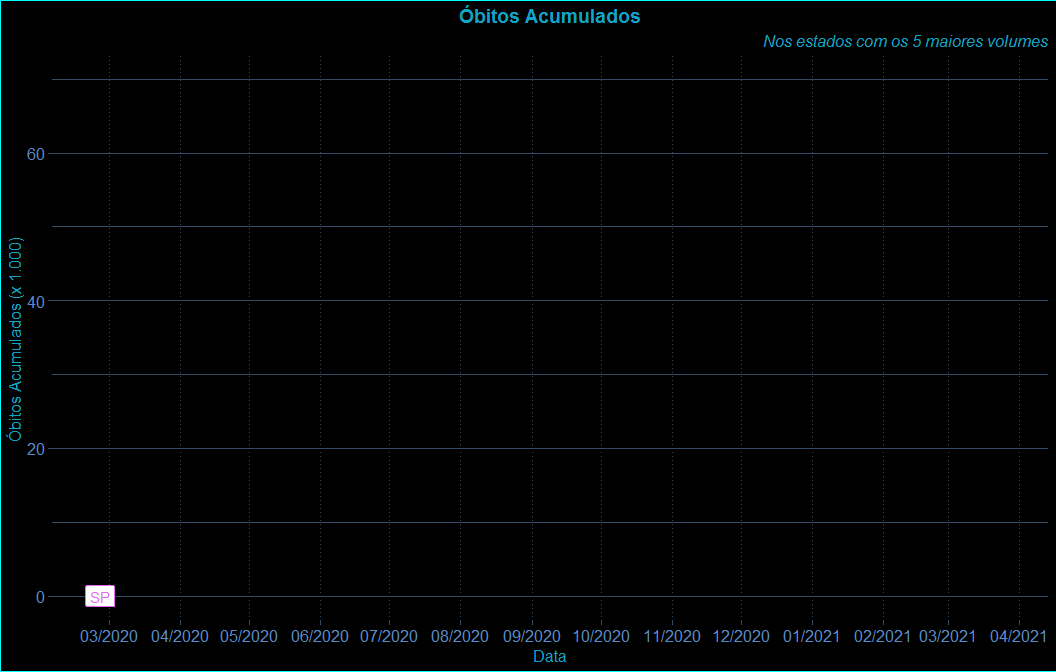 Óbitos Acumulados
Nos estados com os 5 maiores volumes
Óbitos Acumulados (x 1.000)
60
40
20
0
SP
03/2020 04/2020 05/2020 06/2020 07/2020 08/2020 09/2020 10/2020 11/2020 12/2020 01/2021 02/2021 03/2021 04/2021
Data